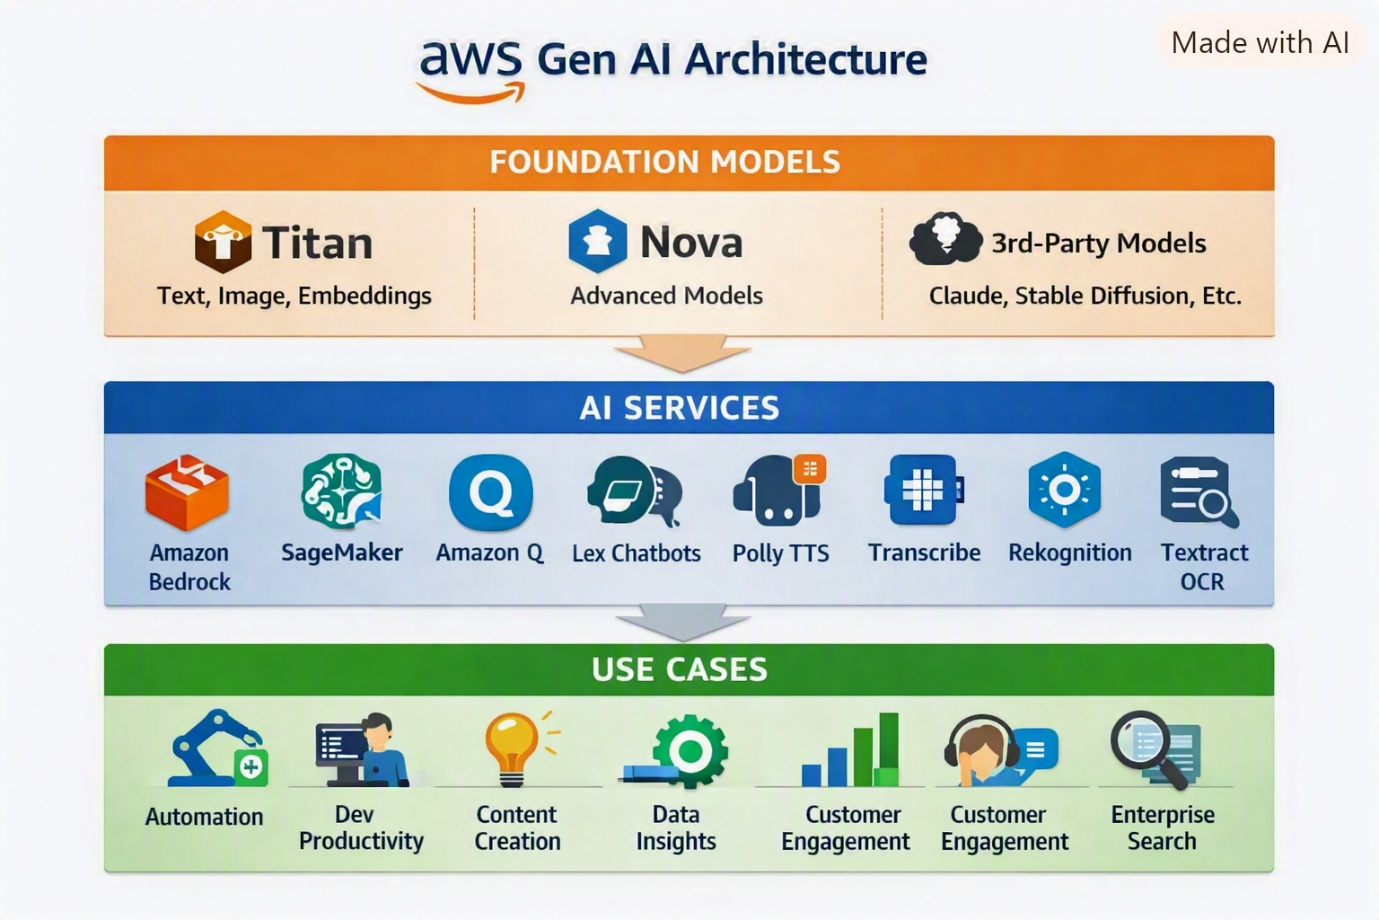 Made with AI
aws Gen AI Architecture
FOUNDATION MODELS
Titan
Text, Image, Embeddings
Nova
Advanced Models
3rd-Party Models
Claude, Stable Diffusion, Etc.
AI SERVICES
Amazon
Bedrock
SageMaker
Q
Amazon Q
Lex Chatbots
Polly TTS
Transcribe
Rekognition
Textract
OCR
USE CASES
Automation
Dev
Productivity
Content
Creation
Data
Insights
Customer
Engagement
Customer
Engagement
Enterprise
Search